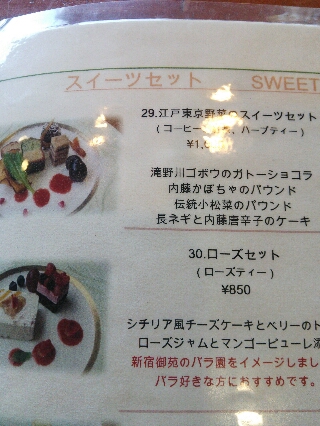 スイーツセット SWEET
29.江戸東京野菜のスイーツセット
(コーヒー、紅茶、ハーブティー)
¥1,
滝野川ゴボウのガトーショコラ
内藤かぼちゃのパウンド
伝統小松菜のパウンド
長ネギと内藤唐辛子のケーキ
30.ローズセット
(ローズティー)
¥850
シチリア風チーズケーキとベリーのト
ローズジャムとマンゴーピューレ添
新宿御苑のバラ園をイメージしまし
バラ好きな方におすすめです。